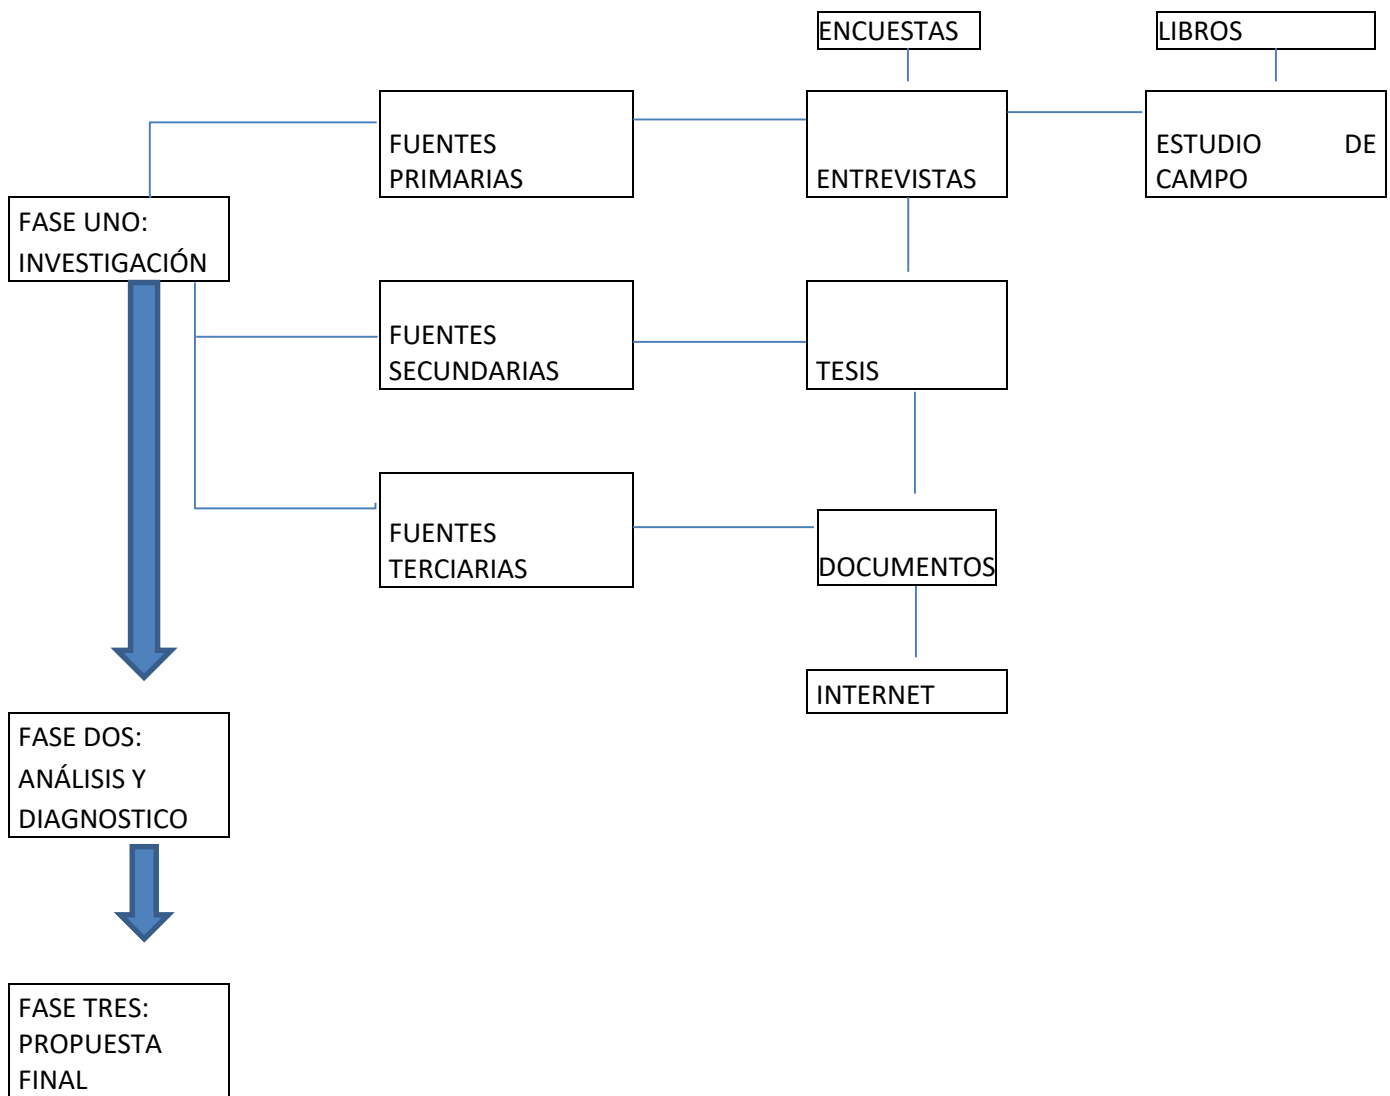 ENCUESTAS
LIBROS
FUENTES
PRIMARIAS
ENTREVISTAS
ESTUDIO DE
CAMPO
FASE UNO:
INVESTIGACIÓN
FUENTES
SECUNDARIAS
TESIS
FUENTES
TERCIARIAS
DOCUMENTOS
INTERNET
FASE DOS:
ANÁLISIS Y
DIAGNOSTICO
FASE TRES:
PROPUESTA
FINAL